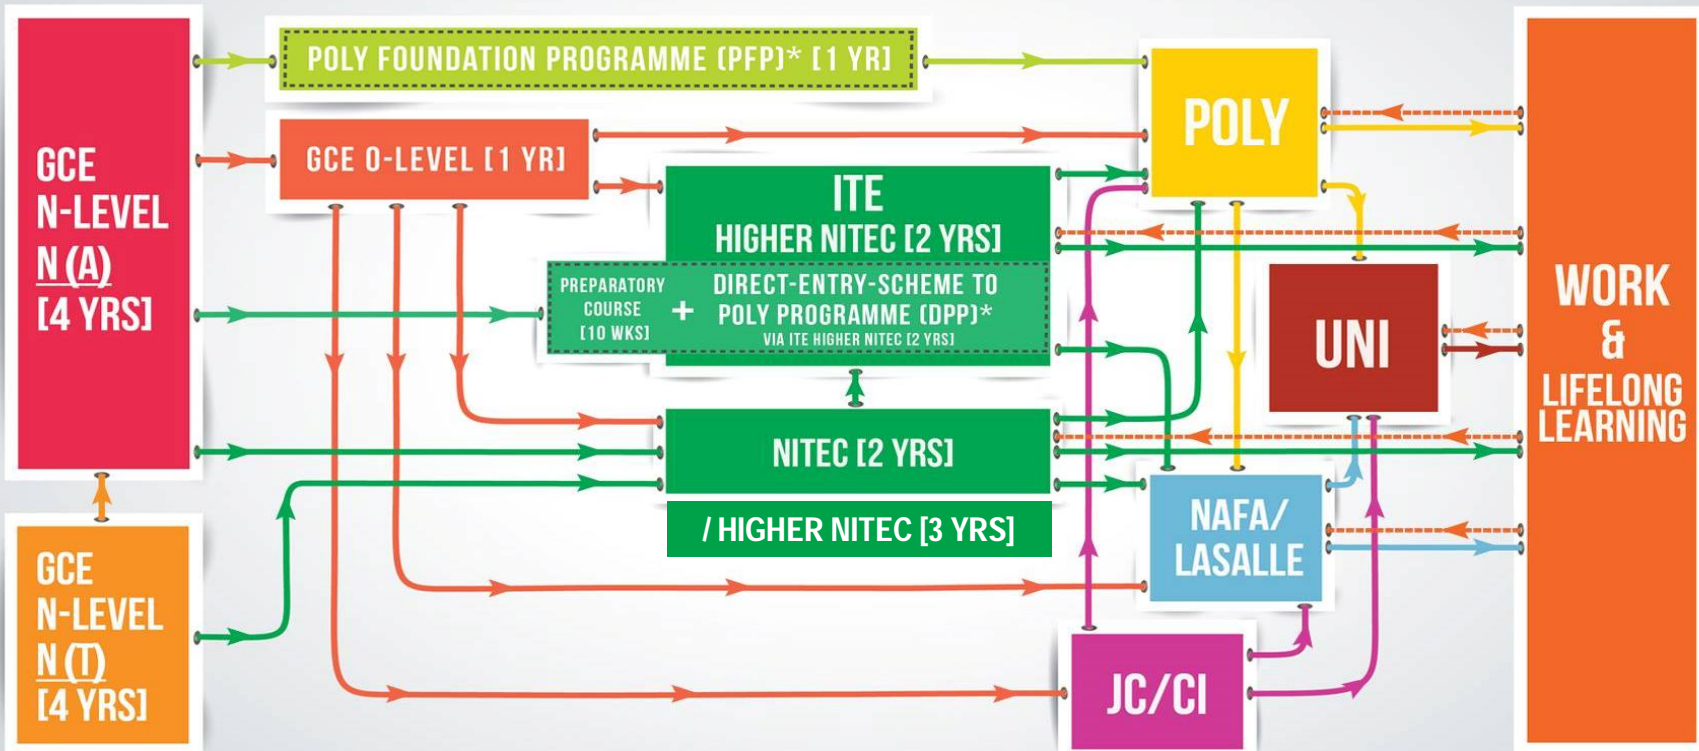 GCE
N-LEVEL
N (A)
[4 YRS]
GCE
N-LEVEL
N (T)
[4 YRS]
POLY FOUNDATION PROGRAMME (PFP)* [1 YR]
GCE O-LEVEL [1 YR]
ITE
HIGHER NITEC [2 YRS]
PREPARATORY
COURSE
[10 WKS]
+
DIRECT-ENTRY-SCHEME TO
POLY PROGRAMME (DPP)*
VIA ITE HIGHER NITEC [2 YRS]
NITEC [2 YRS]
/ HIGHER NITEC [3 YRS]
POLY
UNI
NAFA/
LASALLE
JC/CI
WORK
&
LIFELONG
LEARNING